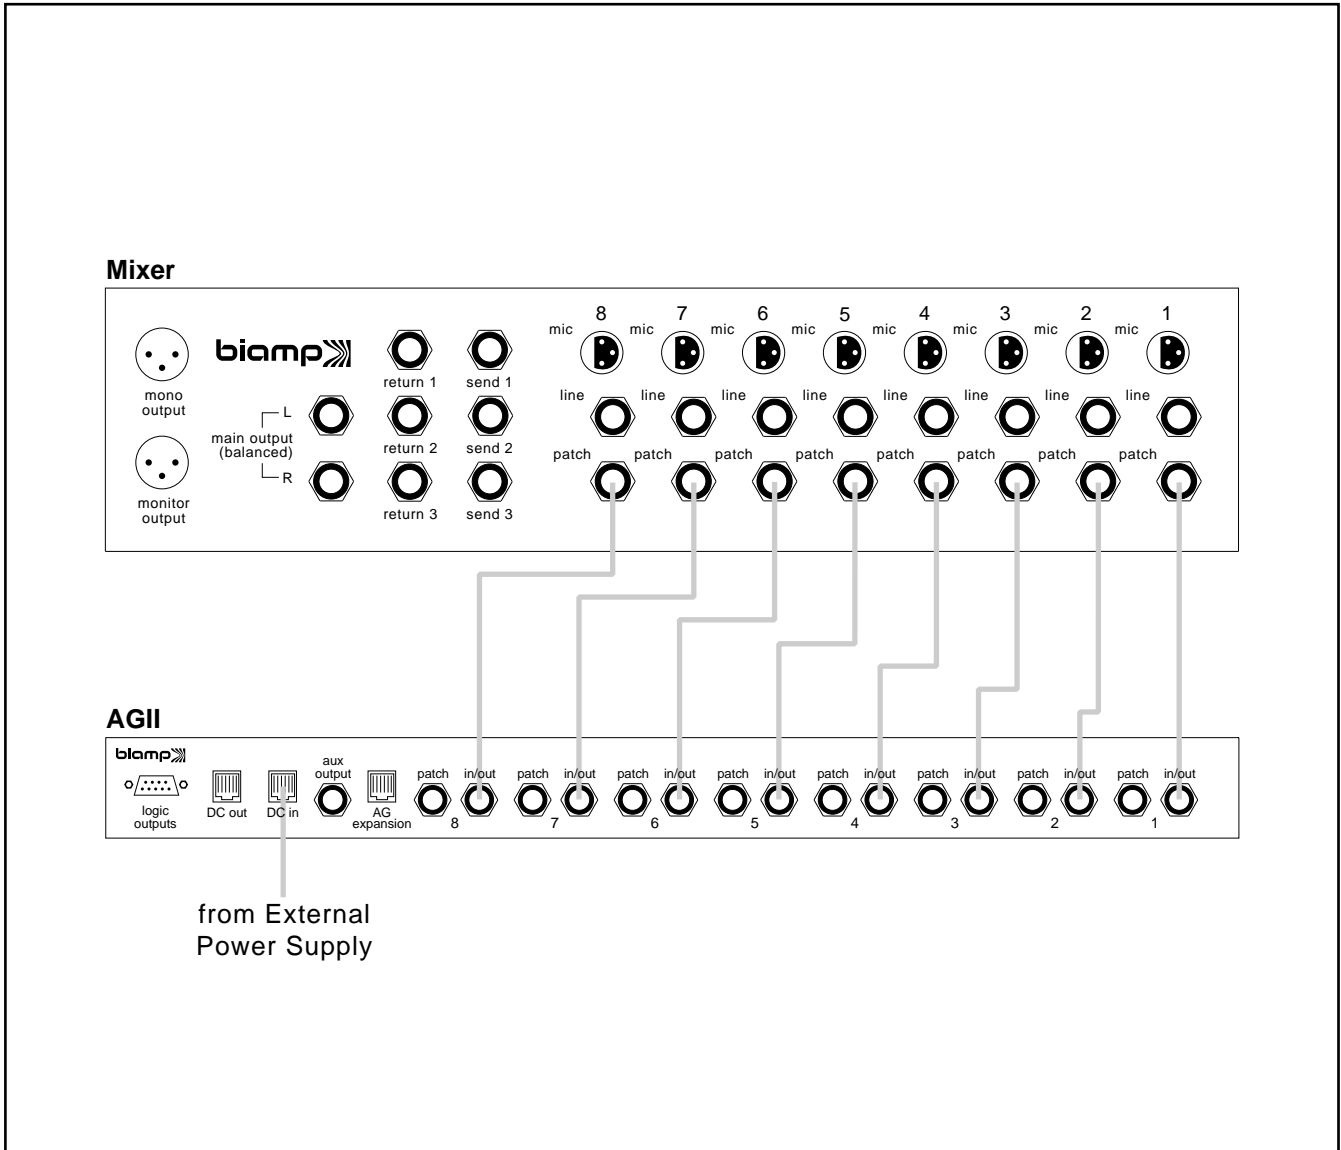 Mixer
8 7 6 5 4 3 2 1
mic mic mic mic mic mic mic mic
biamp
return 1 send 1
mono
output
line line line line line line line line
L
main output
(balanced)
R
return 2 send 2
patch patch patch patch patch patch patch patch
monitor
output
return 3 send 3
AGII
biamp
logic
outputs
DC out
DC in
aux
output
AG
expansion
patch in/out patch in/out patch in/out patch in/out patch in/out patch in/out patch in/out patch in/out
8 7 6 5 4 3 2 1
from External
Power Supply